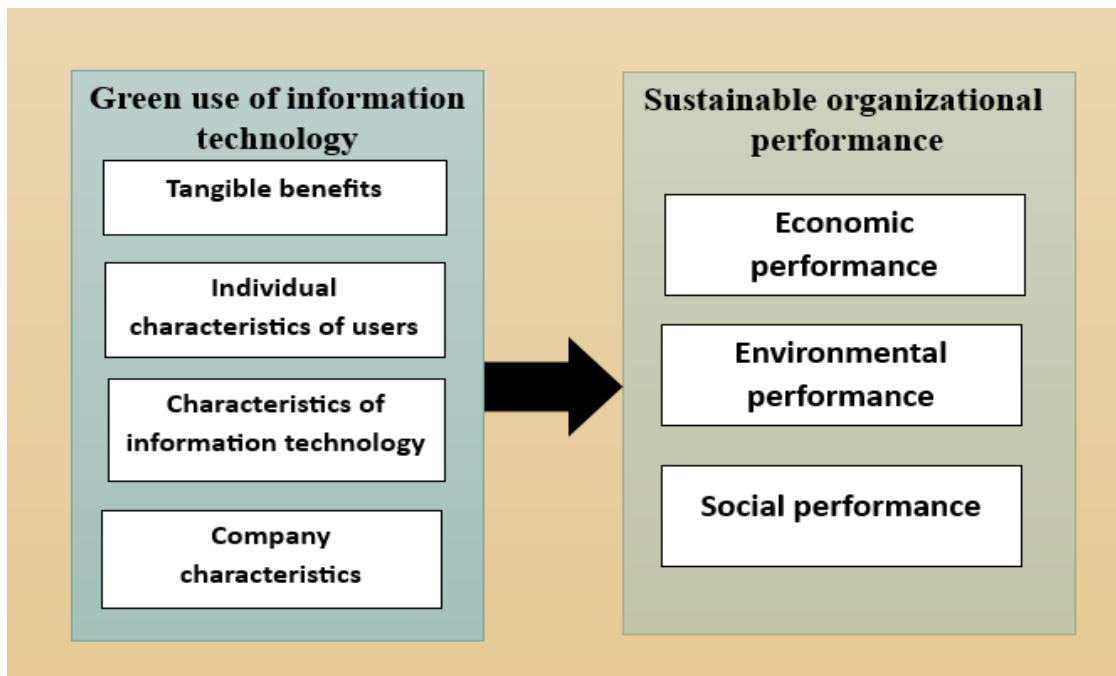 Green use of information
technology
Tangible benefits
Individual
characteristics of users
Characteristics of
information technology
Company
characteristics
Sustainable organizational
performance
Economic
performance
Environmental
performance
Social performance